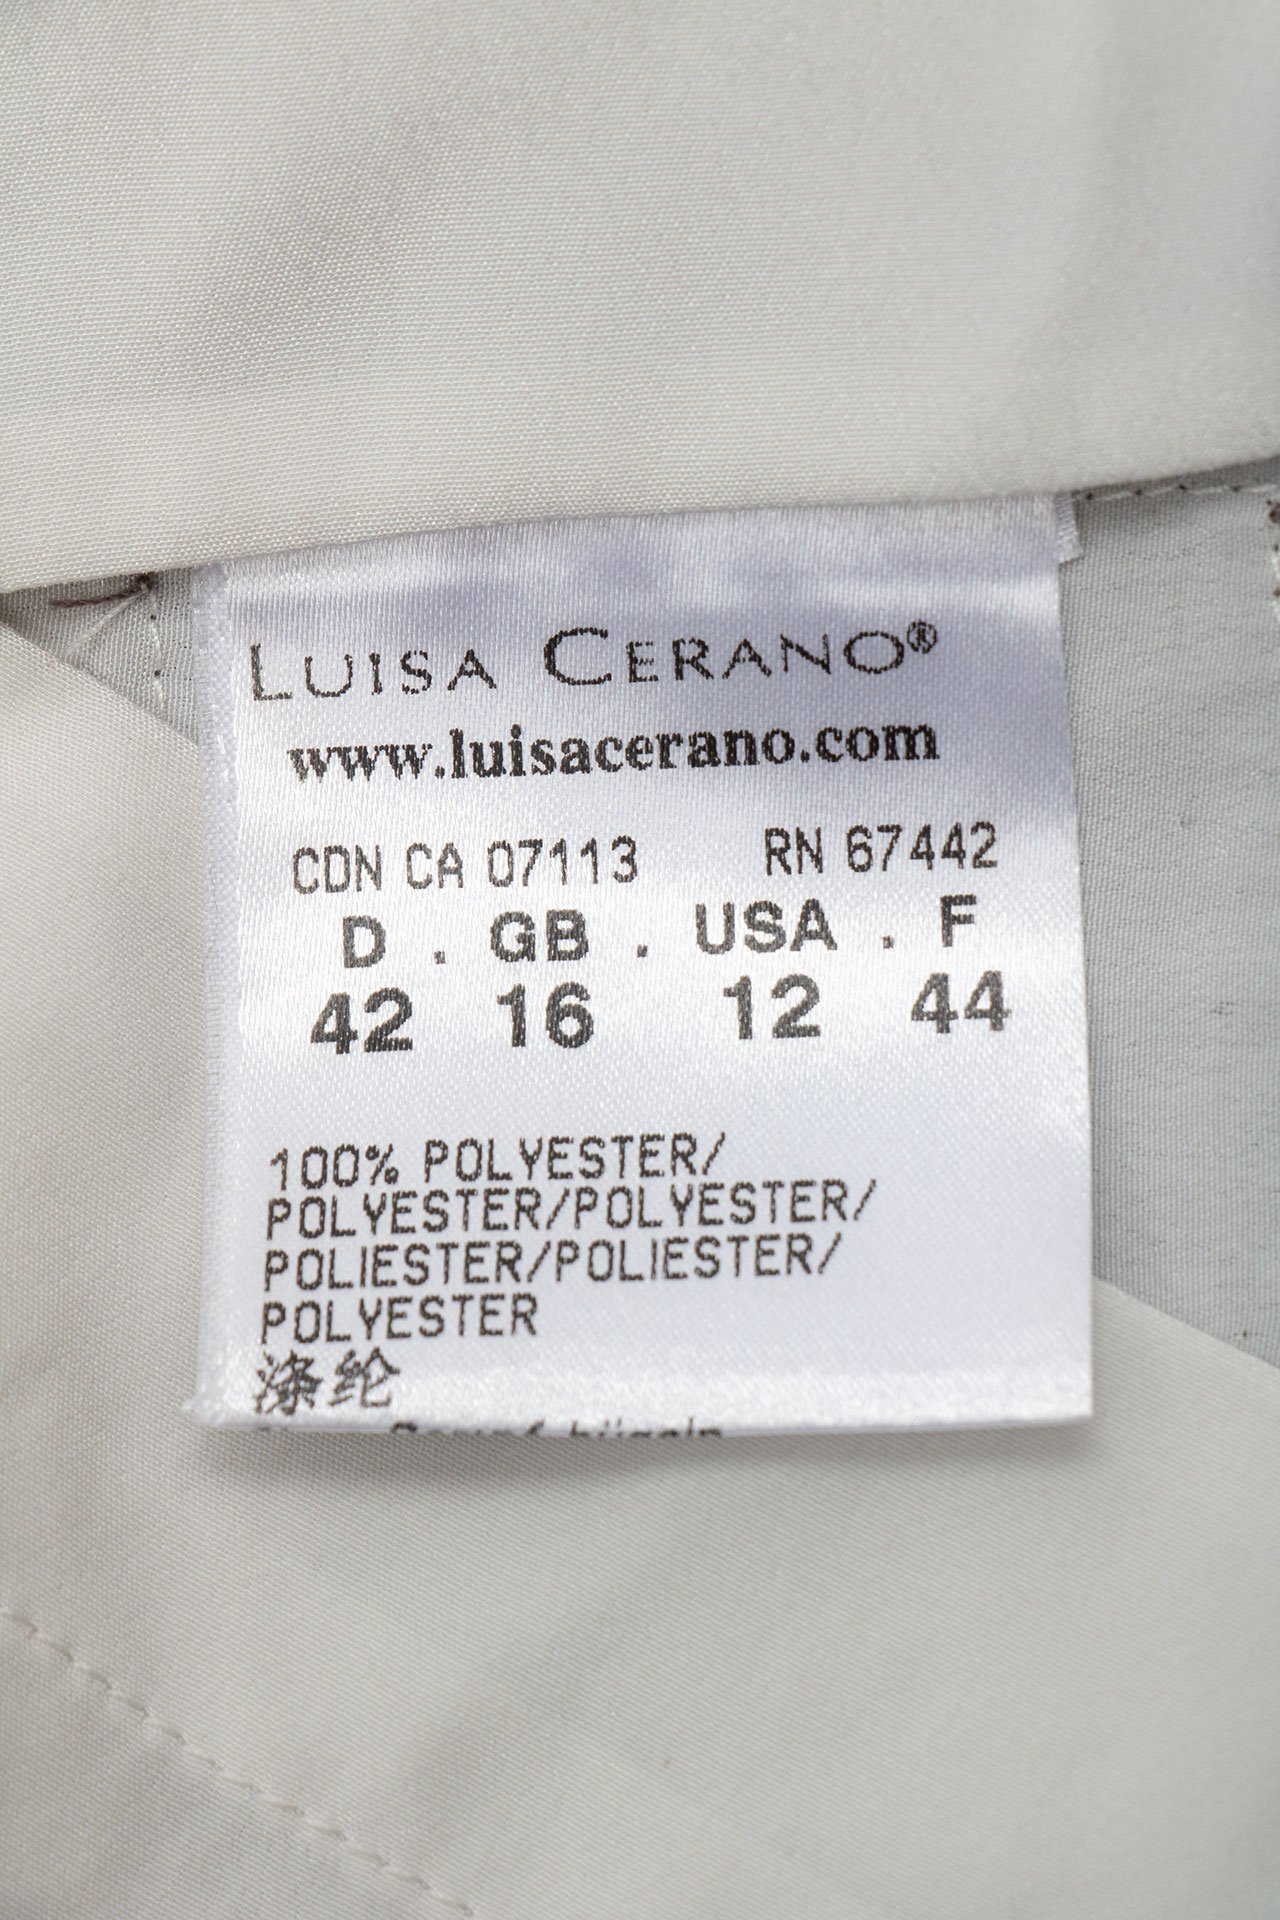 LUISA CERANO®
www.luisacerano.com
CDN CA 07113 RN 67442
D . GB . USA . F
42 16 12 44
100% POLYESTER/
POLYESTER/POLYESTER/
POLIESTER/POLIESTER/
POLYESTER
涤纶